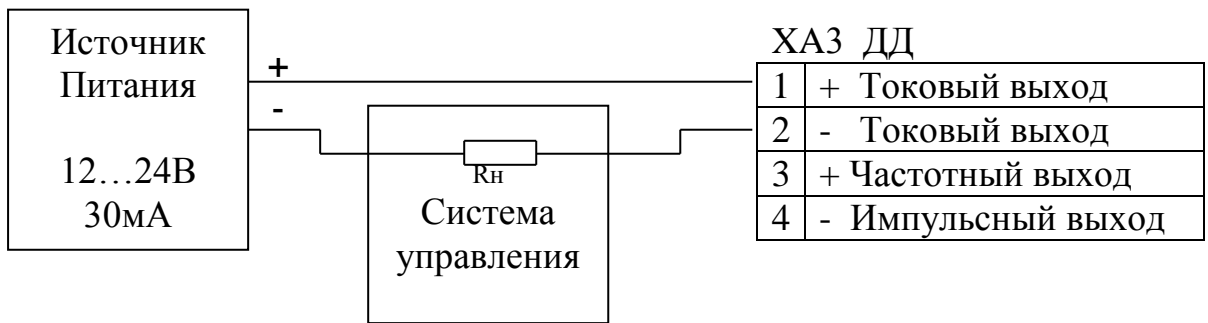 Источник
Питания
12…24В
30мА
+
-
Rн
Система
управления
ХА3 ДД
1 + Токовый выход
2 - Токовый выход
3 + Частотный выход
4 - Импульсный выход